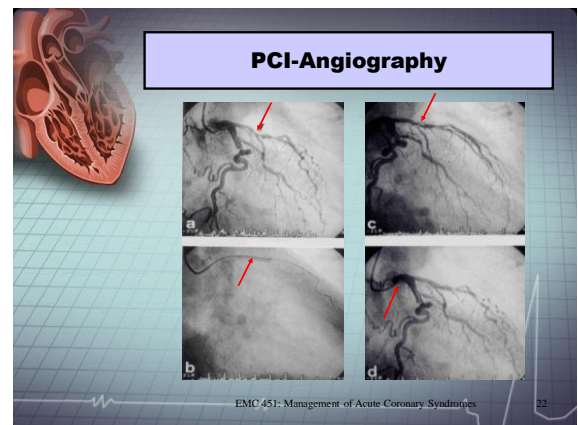 PCI-Angiography
a
c
b
d
EMC 451: Management of Acute Coronary Syndromes
22